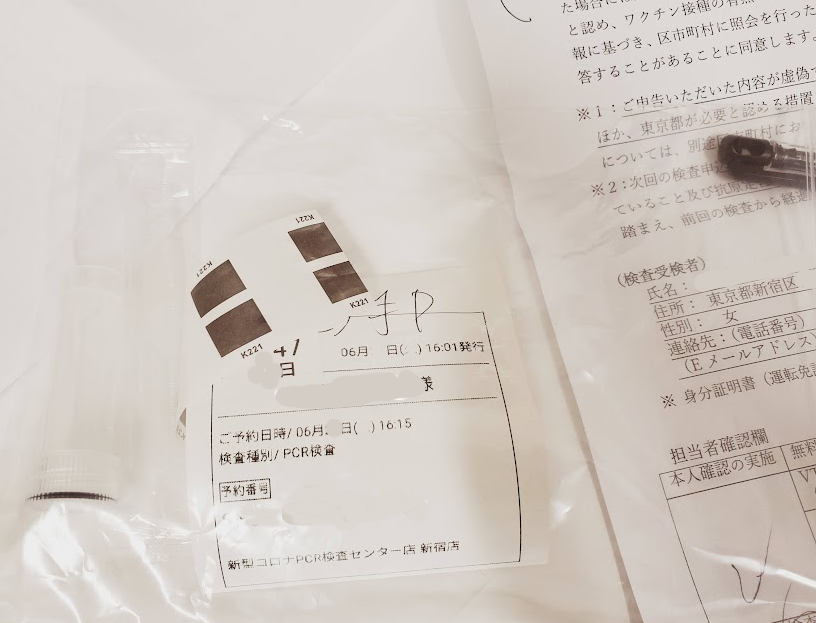 た場合には
と認め、ワクチン接種の有無
報に基づき、区市町村に照会を行った
答することがあることに同意します。
※1：ご申告いただいた内容が虚偽で
ほか、東京都が必要と認める措置
については、別途区市町村にお
※2：次回の検査申込
ていること及び抗原定性
踏まえ、前回の検査から経過
(検査受検者)
氏名：
住所： 東京都新宿区
性別： 女
連絡先：(電話番号)
(Eメールアドレス)
※ 身分証明書（運転免許
担当者確認欄
本人確認の実施
無料
K221
K221
K221
K221
日
06月 日( ) 16:01発行
様
ご予約日時/ 06月 日( ) 16:15
検査種別/ PCR検査
予約番号
新型コロナPCR検査センター店 新宿店